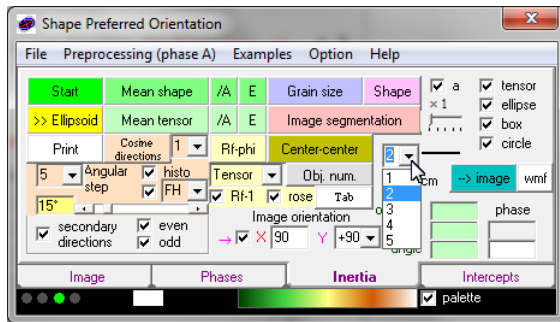 Shape Preferred Orientation
x
File Preprocessing (phase A) Examples Option Help
Start Mean shape /A E Grain size Shape a tensor
×1 ellipse
>> Ellipsoid Mean tensor /A E Image segmentation box
circle
Print Cosine directions 1 Rf-phi Center-center 2
5 Angular step histo Tensor Obj. num. 1 cm --> image wmf
FH Rf-1 rose Tab 2
15° 3
Image orientation phase
secondary directions even → X 90 Y +90 4
odd 5
angle
Image Phases Inertia Intercepts
palette